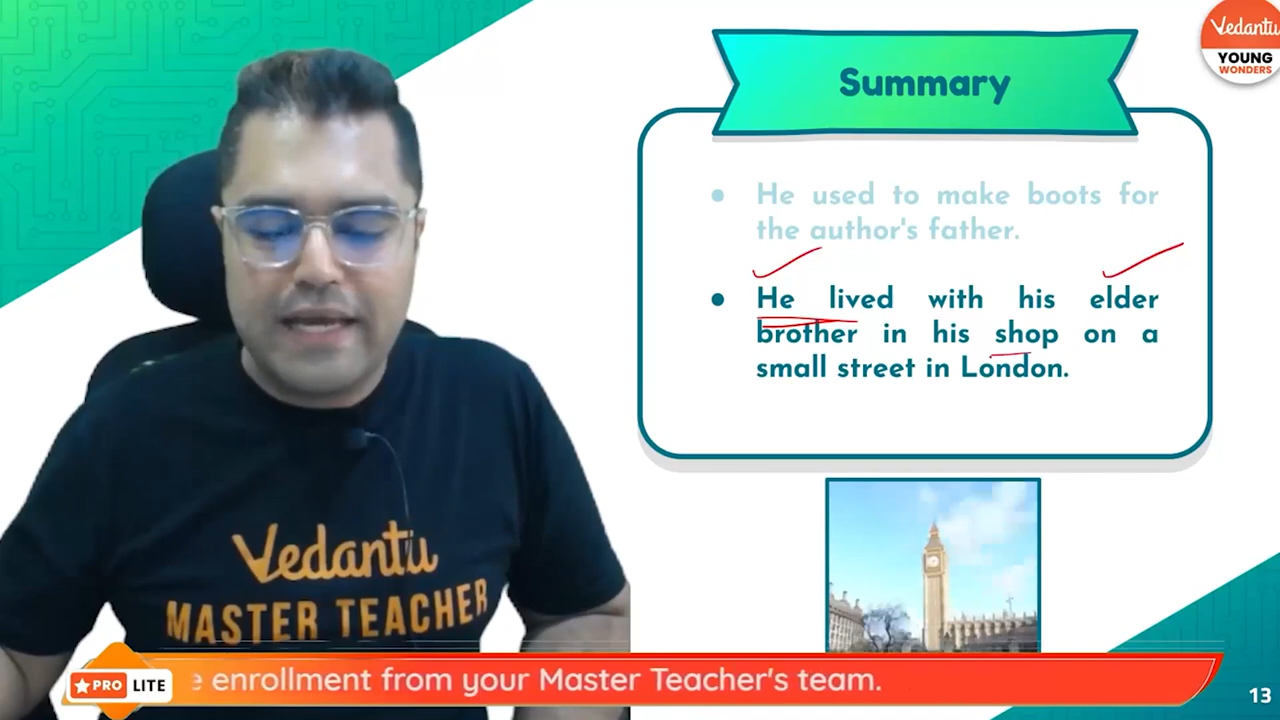 Vedantu
YOUNG
WONDERS
Summary
• He used to make boots for
the author's father.
• He lived with his elder
brother in his shop on a
small street in London.
Vedantu
MASTER TEACHER
PRO LITE
enrollment from your Master Teacher's team.
13